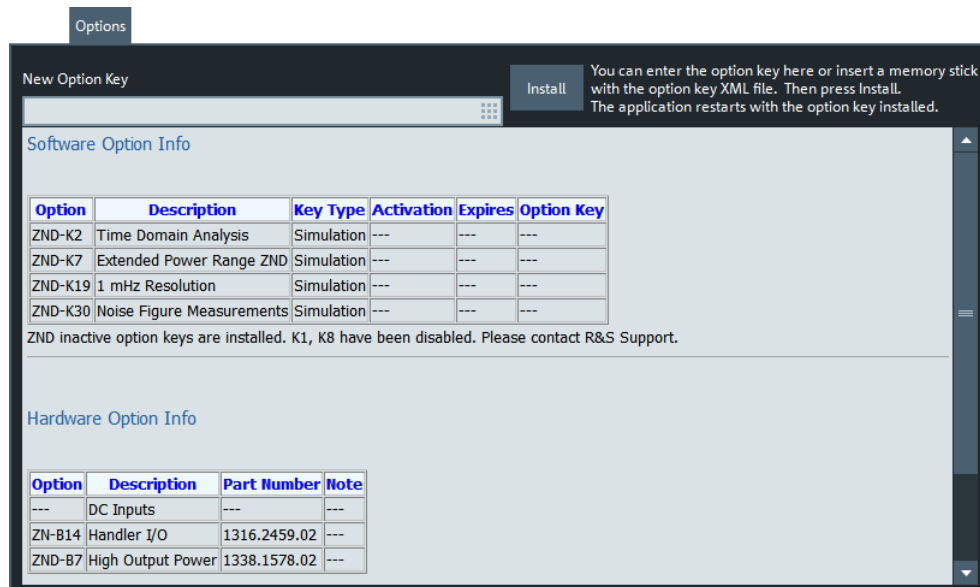 Options
New Option Key
Install
You can enter the option key here or insert a memory stick
with the option key XML file. Then press Install.
The application restarts with the option key installed.
Software Option Info
Option Description Key Type Activation Expires Option Key
ZND-K2 Time Domain Analysis Simulation --- --- ---
ZND-K7 Extended Power Range ZND Simulation --- --- ---
ZND-K19 1 mHz Resolution Simulation --- --- ---
ZND-K30 Noise Figure Measurements Simulation --- --- ---
ZND inactive option keys are installed. K1, K8 have been disabled. Please contact R&S Support.
Hardware Option Info
Option Description Part Number Note
--- DC Inputs --- ---
ZN-B14 Handler I/O 1316.2459.02 ---
ZND-B7 High Output Power 1338.1578.02 ---